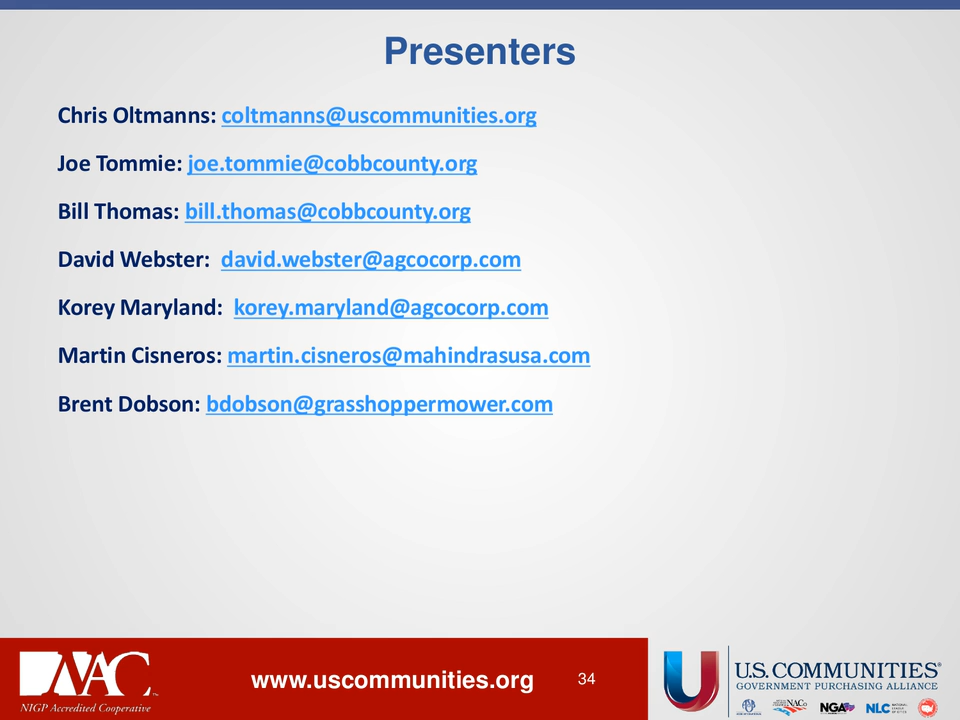 Presenters
Chris Oltmanns: coltmanns@uscommunities.org
Joe Tommie: joe.tommie@cobbcounty.org
Bill Thomas: bill.thomas@cobbcounty.org
David Webster: david.webster@agcocorp.com
Korey Maryland: korey.maryland@agcocorp.com
Martin Cisneros: martin.cisneros@mahindrasusa.com
Brent Dobson: bdobson@grasshoppermower.com
NAC™
NIGP Accredited Cooperative
www.uscommunities.org
34
U.S. COMMUNITIES®
GOVERNMENT PURCHASING ALLIANCE
NACo
NGA
NLC